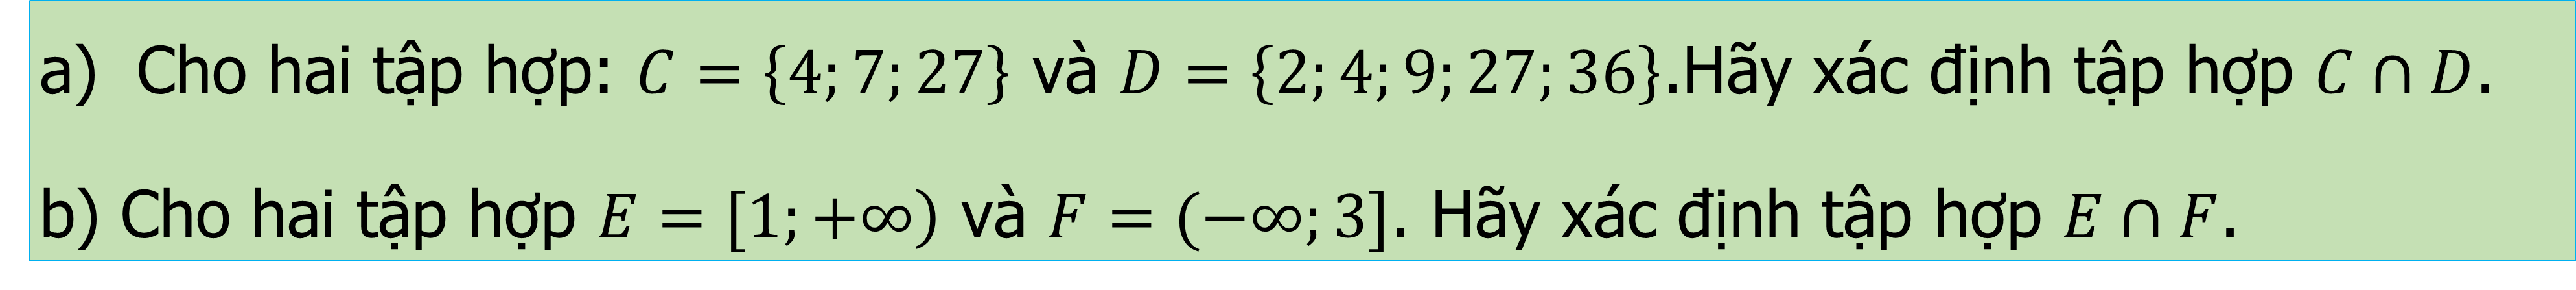 a) Cho hai tập hợp: C = {4; 7; 27} và D = {2; 4; 9; 27; 36}.Hãy xác định tập hợp C ∩ D.
b) Cho hai tập hợp E = [1; +∞) và F = (−∞; 3]. Hãy xác định tập hợp E ∩ F.